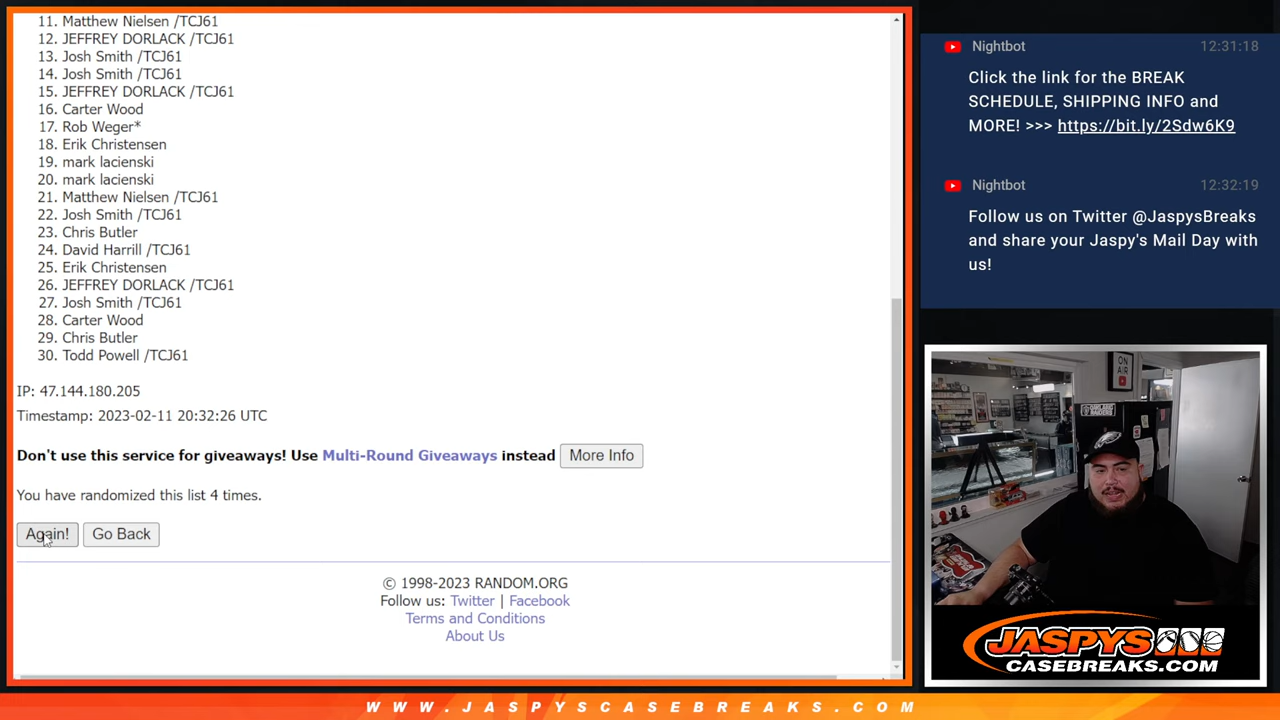 11. Matthew Nielsen /TCJ61
12. JEFFREY DORLACK /TCJ61
13. Josh Smith /TCJ61
14. Josh Smith /TCJ61
15. JEFFREY DORLACK /TCJ61
16. Carter Wood
17. Rob Weger*
18. Erik Christensen
19. mark lacienski
20. mark lacienski
21. Matthew Nielsen /TCJ61
22. Josh Smith /TCJ61
23. Chris Butler
24. David Harrill /TCJ61
25. Erik Christensen
26. JEFFREY DORLACK /TCJ61
27. Josh Smith /TCJ61
28. Carter Wood
29. Chris Butler
30. Todd Powell /TCJ61
IP: 47.144.180.205
Timestamp: 2023-02-11 20:32:26 UTC
Don't use this service for giveaways! Use Multi-Round Giveaways instead More Info
You have randomized this list 4 times.
Again! Go Back
© 1998-2023 RANDOM.ORG
Follow us: Twitter | Facebook
Terms and Conditions
About Us
Nightbot 12:31:18
Click the link for the BREAK
SCHEDULE, SHIPPING INFO and
MORE! >>> https://bit.ly/2Sdw6K9
Nightbot 12:32:19
Follow us on Twitter @JaspysBreaks
and share your Jaspy's Mail Day with
us!
ON
AIR
JASPYS
CASEBREAKS.COM
WWW.JASPYSCASEBREAKS.COM